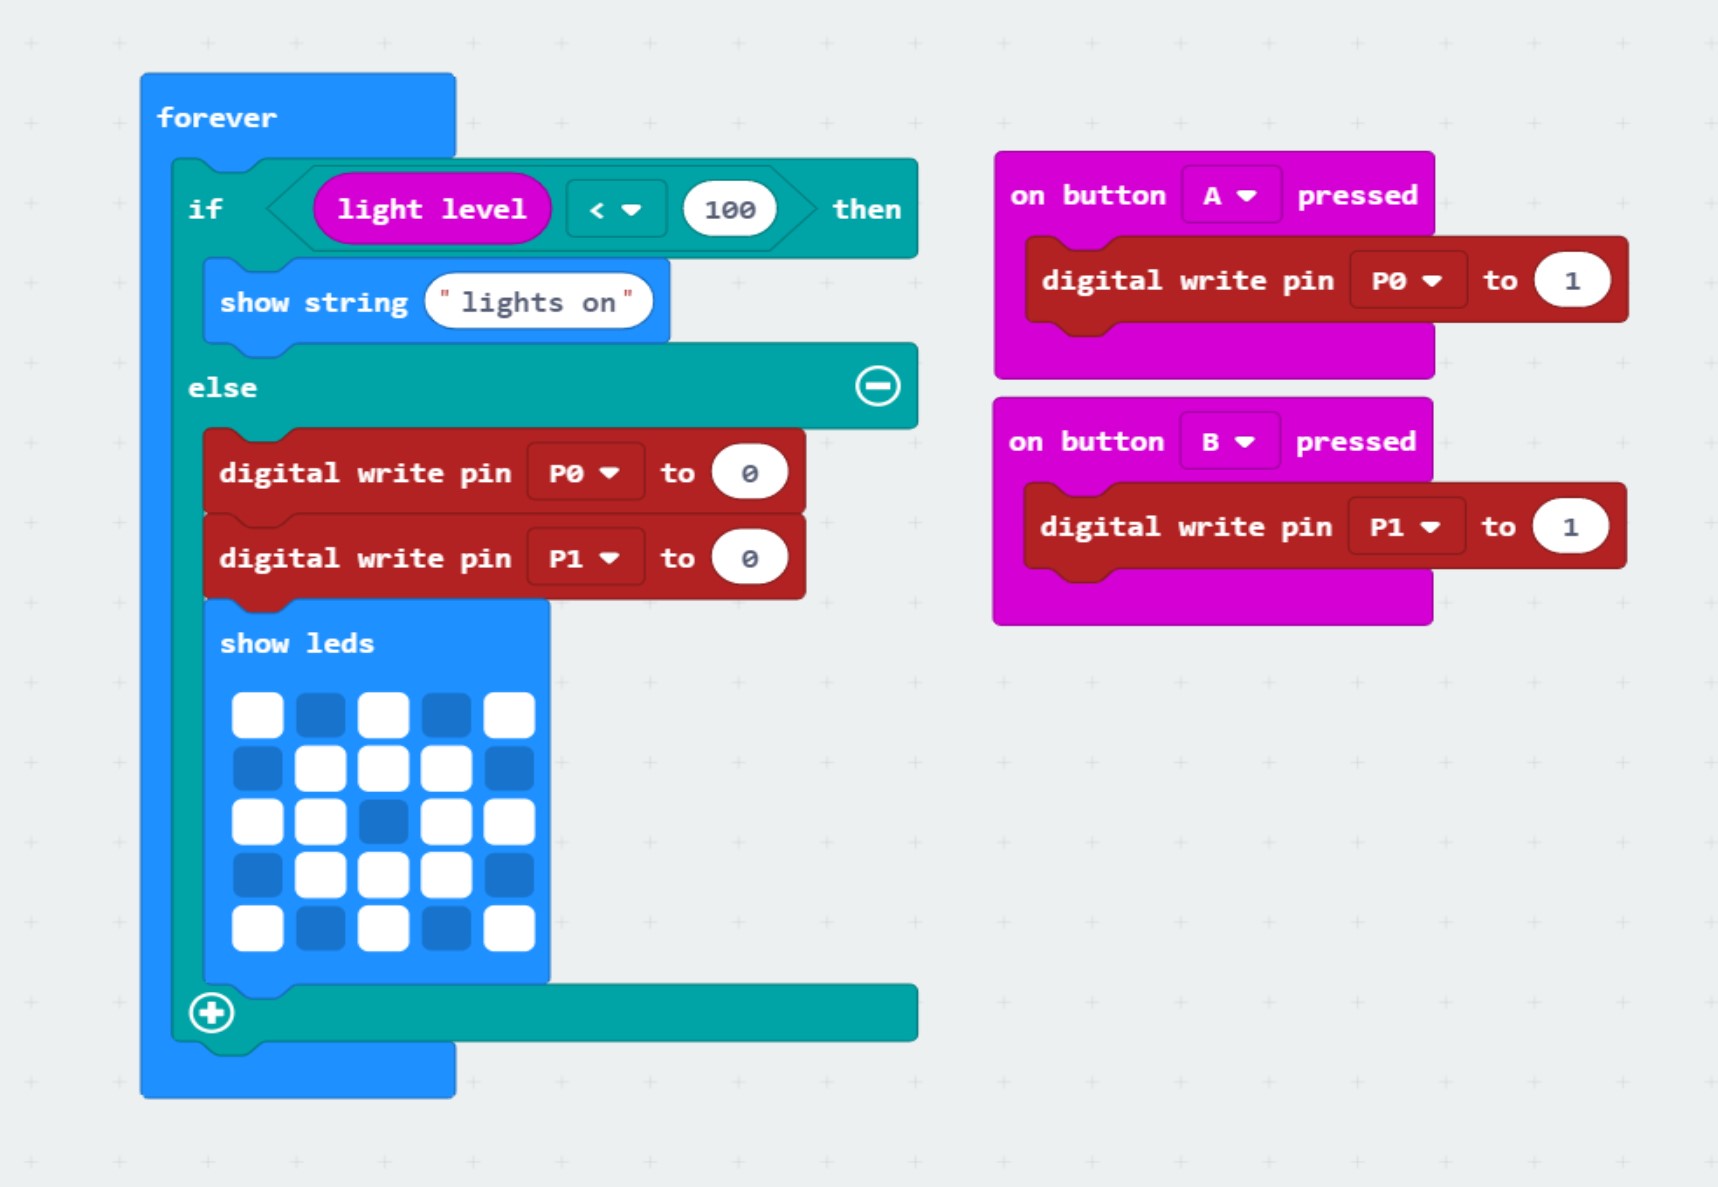 forever
if light level < 100 then
show string "lights on"
else
digital write pin P0 to 0
digital write pin P1 to 0
show leds
on button A pressed
digital write pin P0 to 1
on button B pressed
digital write pin P1 to 1